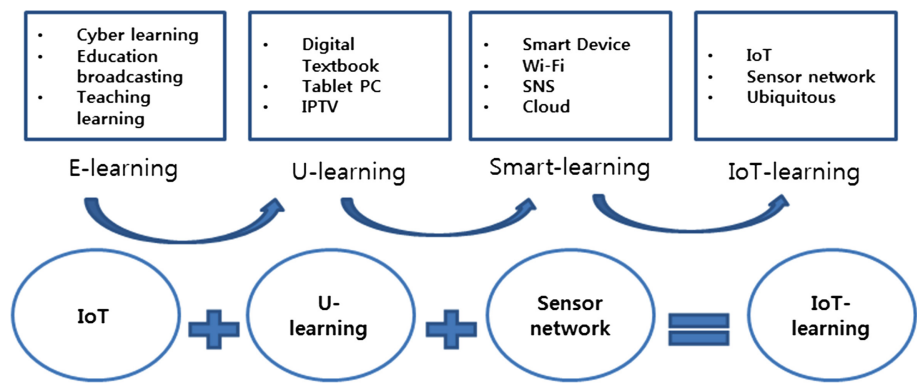 • Cyber learning
• Education
broadcasting
• Teaching
learning
• Digital
Textbook
• Tablet PC
• IPTV
• Smart Device
• Wi-Fi
• SNS
• Cloud
• IoT
• Sensor network
• Ubiquitous
E-learning
U-learning
Smart-learning
IoT-learning
IoT
U-
learning
Sensor
network
IoT-
learning